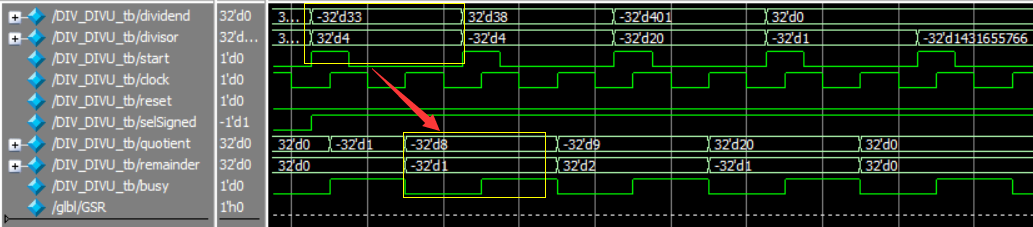 /DIV_DIVU_tb/dividend 32'd0 3... -32'd33 32'd38 -32'd401 32'd0
/DIV_DIVU_tb/divisor 32'd... 3... 32'd4 -32'd4 -32'd20 -32'd1 -32'd1431655766
/DIV_DIVU_tb/start 1'd0
/DIV_DIVU_tb/clock 1'd0
/DIV_DIVU_tb/reset 1'd0
/DIV_DIVU_tb/selSigned -1'd1
/DIV_DIVU_tb/quotient 32'd0 32'd0 -32'd1 -32'd8 -32'd9 32'd20 32'd0
/DIV_DIVU_tb/remainder 32'd0 32'd0 -32'd1 32'd2 -32'd1 32'd0
/DIV_DIVU_tb/busy 1'd0
/glbl/GSR 1'h0